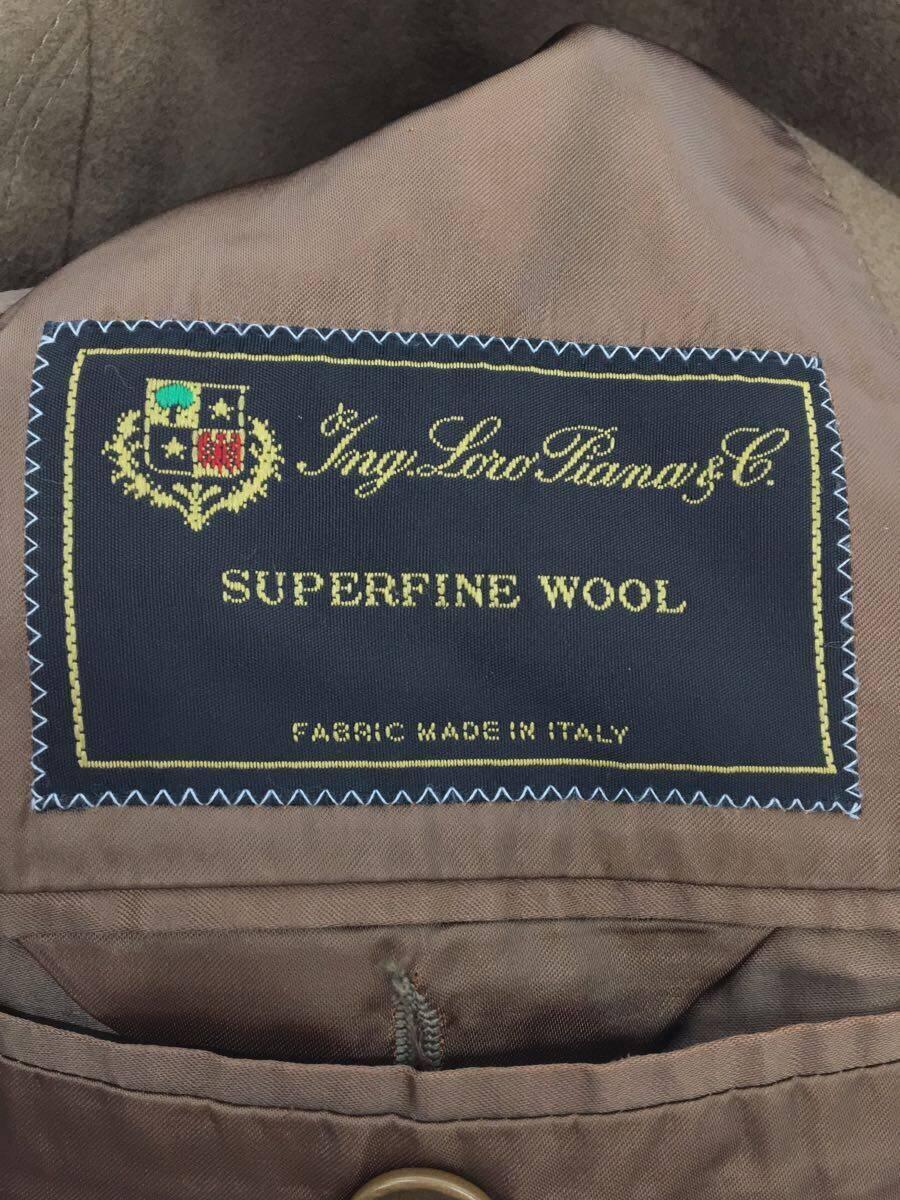 Ing. Loro Piana & C.
SUPERFINE WOOL
FABRIC MADE IN ITALY